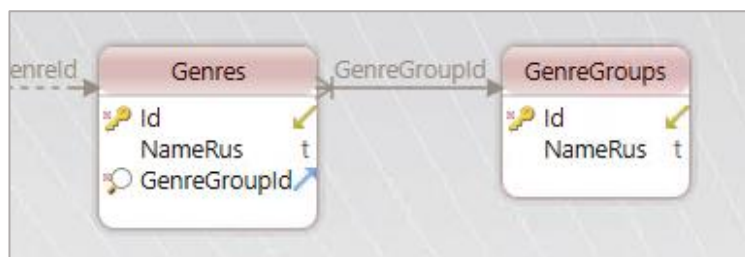 enreId
Genres
GenreGroupId
GenreGroups
Id
NameRus t
GenreGroupId
Id
NameRus t